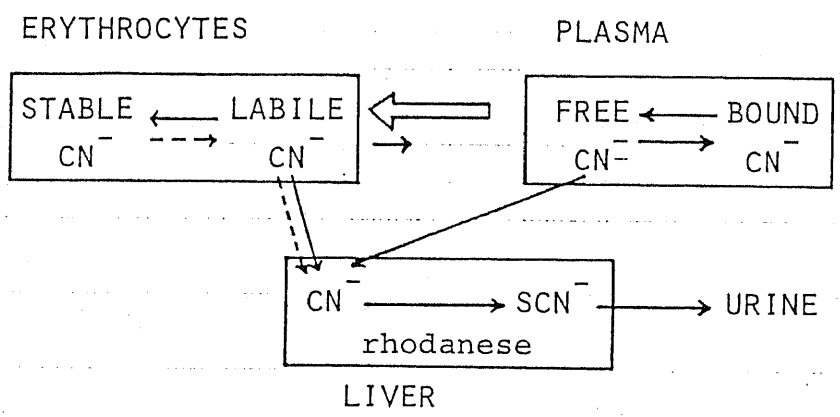 ERYTHROCYTES PLASMA
STABLE LABILE FREE BOUND
CN⁻ CN⁻ CN⁻ CN⁻
CN⁻ SCN⁻ URINE
rhodanese
LIVER